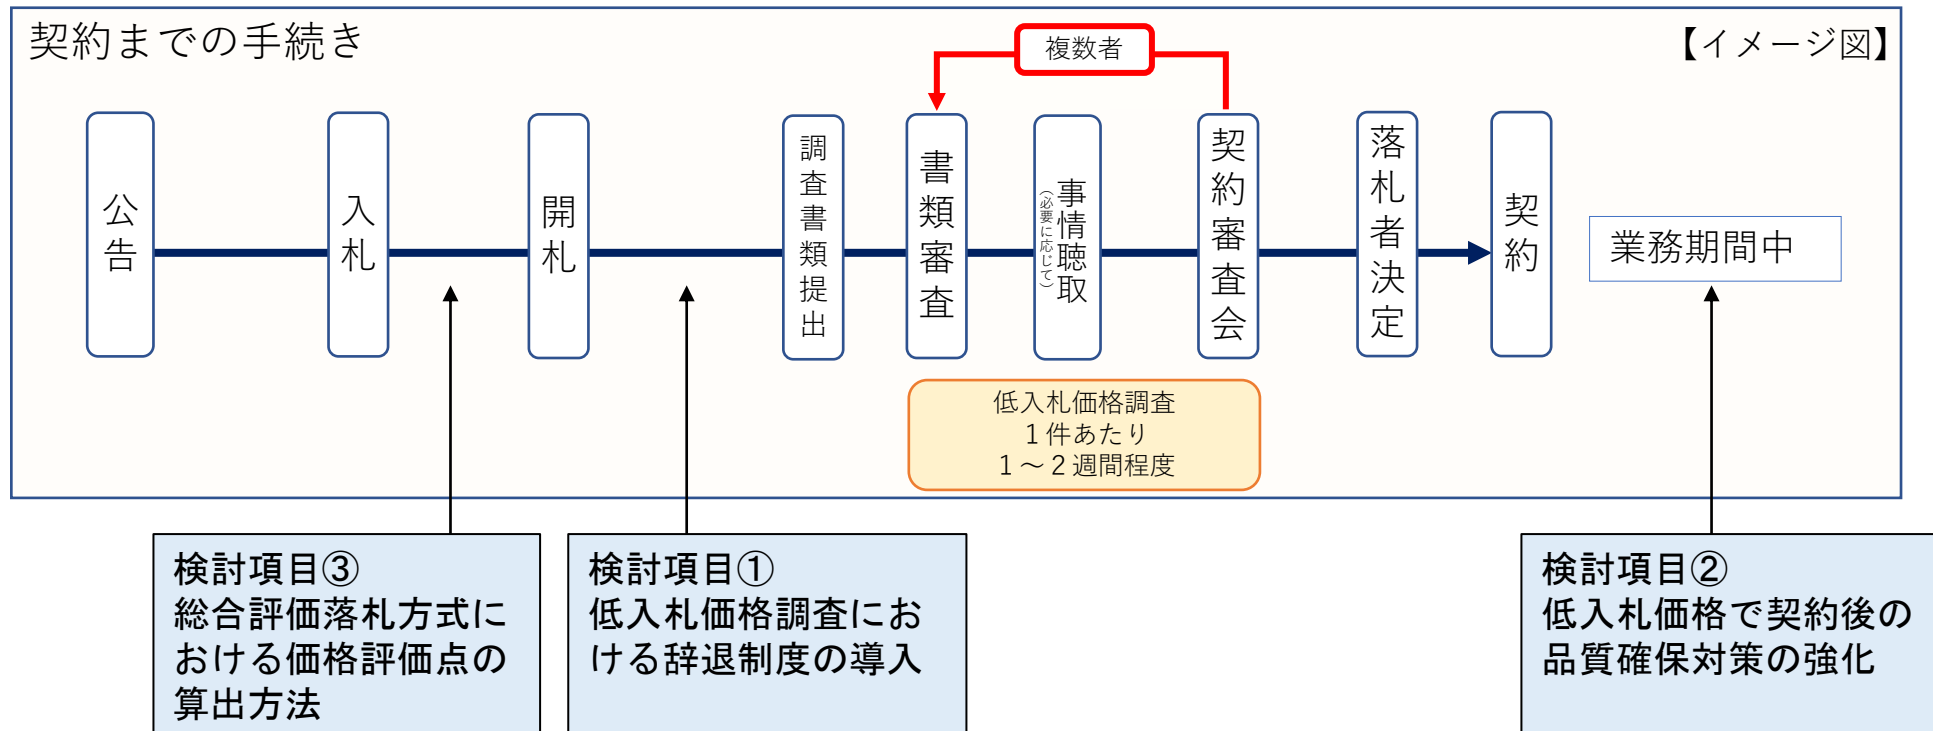 契約までの手続き
【イメージ図】
複数者
公告
入札
開札
調査書類提出
書類審査
事情聴取
（必要に応じて）
契約審査会
落札者決定
契約
業務期間中
低入札価格調査
１件あたり
１～２週間程度
検討項目③
総合評価落札方式に
おける価格評価点の
算出方法
検討項目①
低入札価格調査にお
ける辞退制度の導入
検討項目②
低入札価格で契約後の
品質確保対策の強化